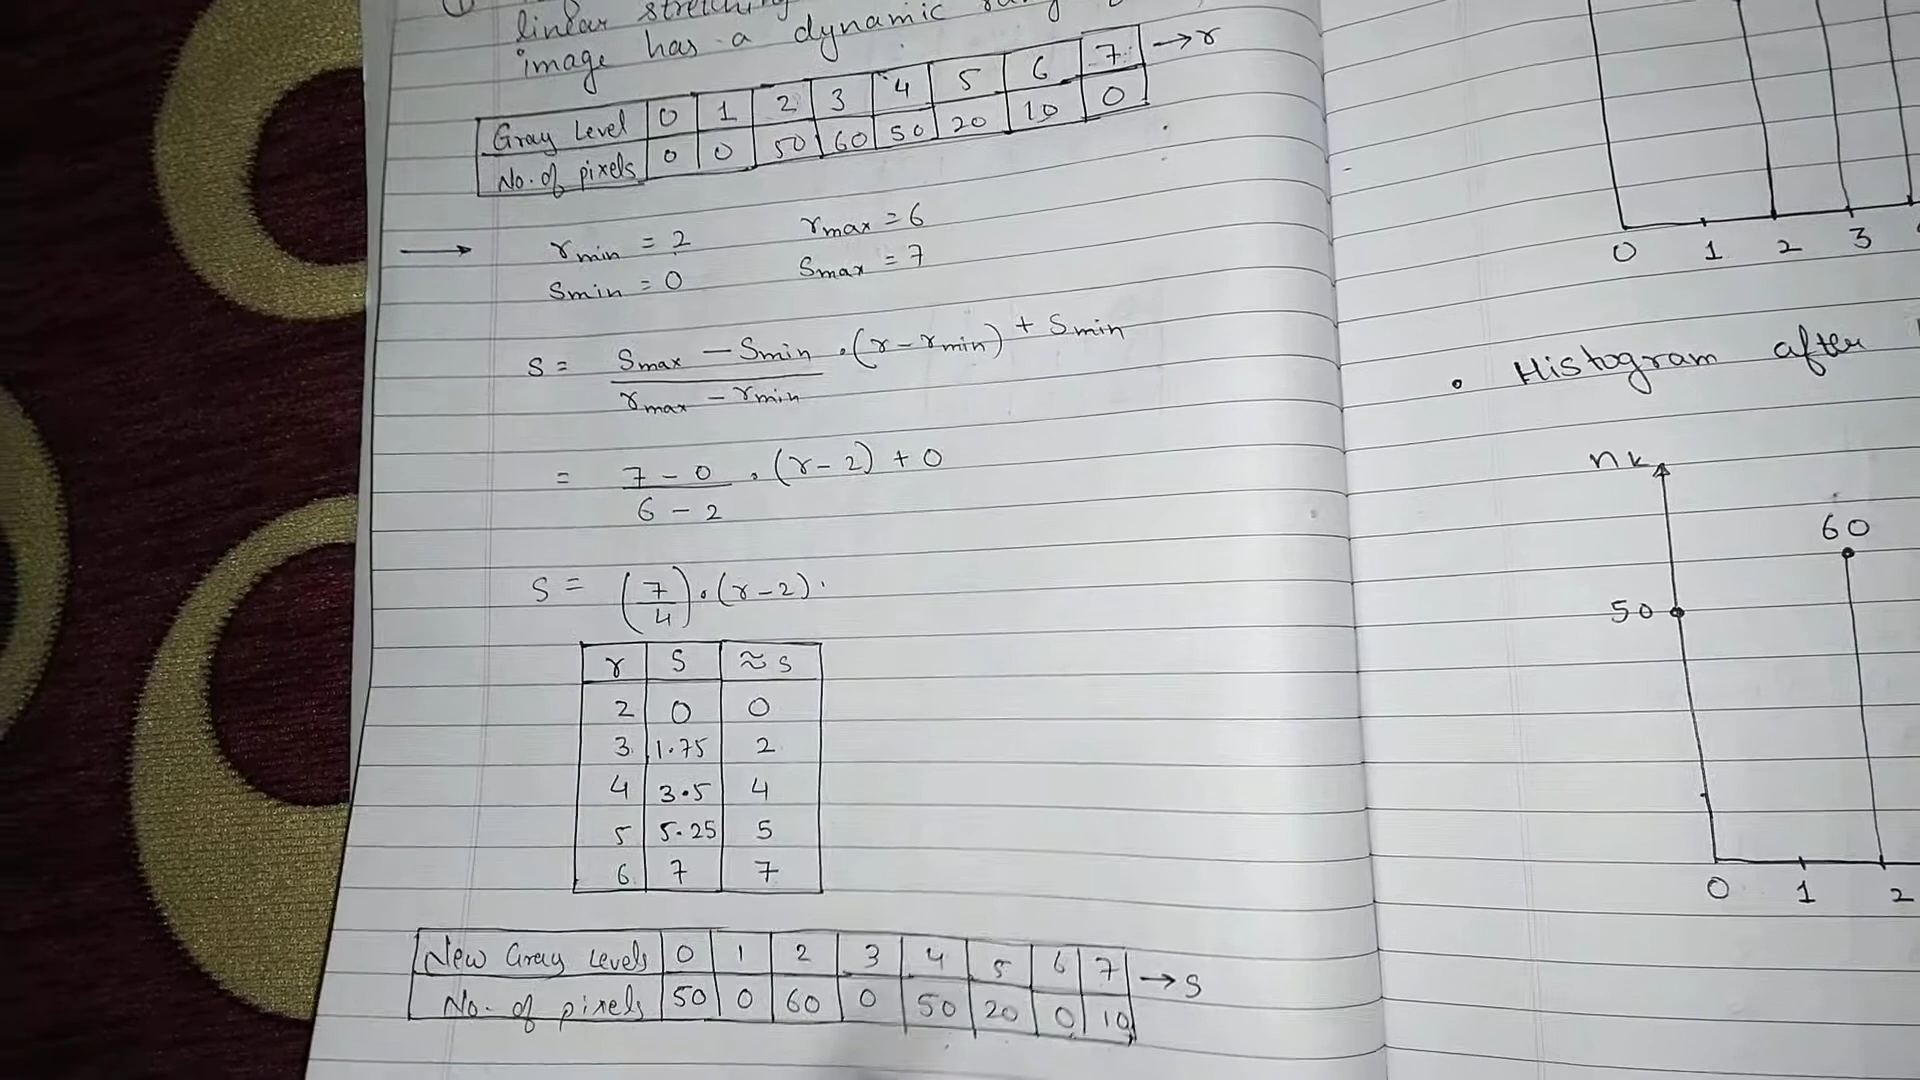 ①
linear stretching
image has a dynamic
Gray Level 0 1 2 3 4 5 6 7 → r
No. of pixels 0 0 50 60 50 20 10 0
→ rmin = 2 rmax = 6
Smin = 0 Smax = 7
S = Smax - Smin / rmax - rmin . (r - rmin) + Smin
= 7 - 0 / 6 - 2 . (r - 2) + 0
S = (7/4) . (r - 2).
r S ≈ s
2 0 0
3 1.75 2
4 3.5 4
5 5.25 5
6 7 7
New Gray Levels 0 1 2 3 4 5 6 7 → S
No. of pixels 50 0 60 0 50 20 0 10
0 1 2 3
• Histogram after
nk
60
50
0 1 2